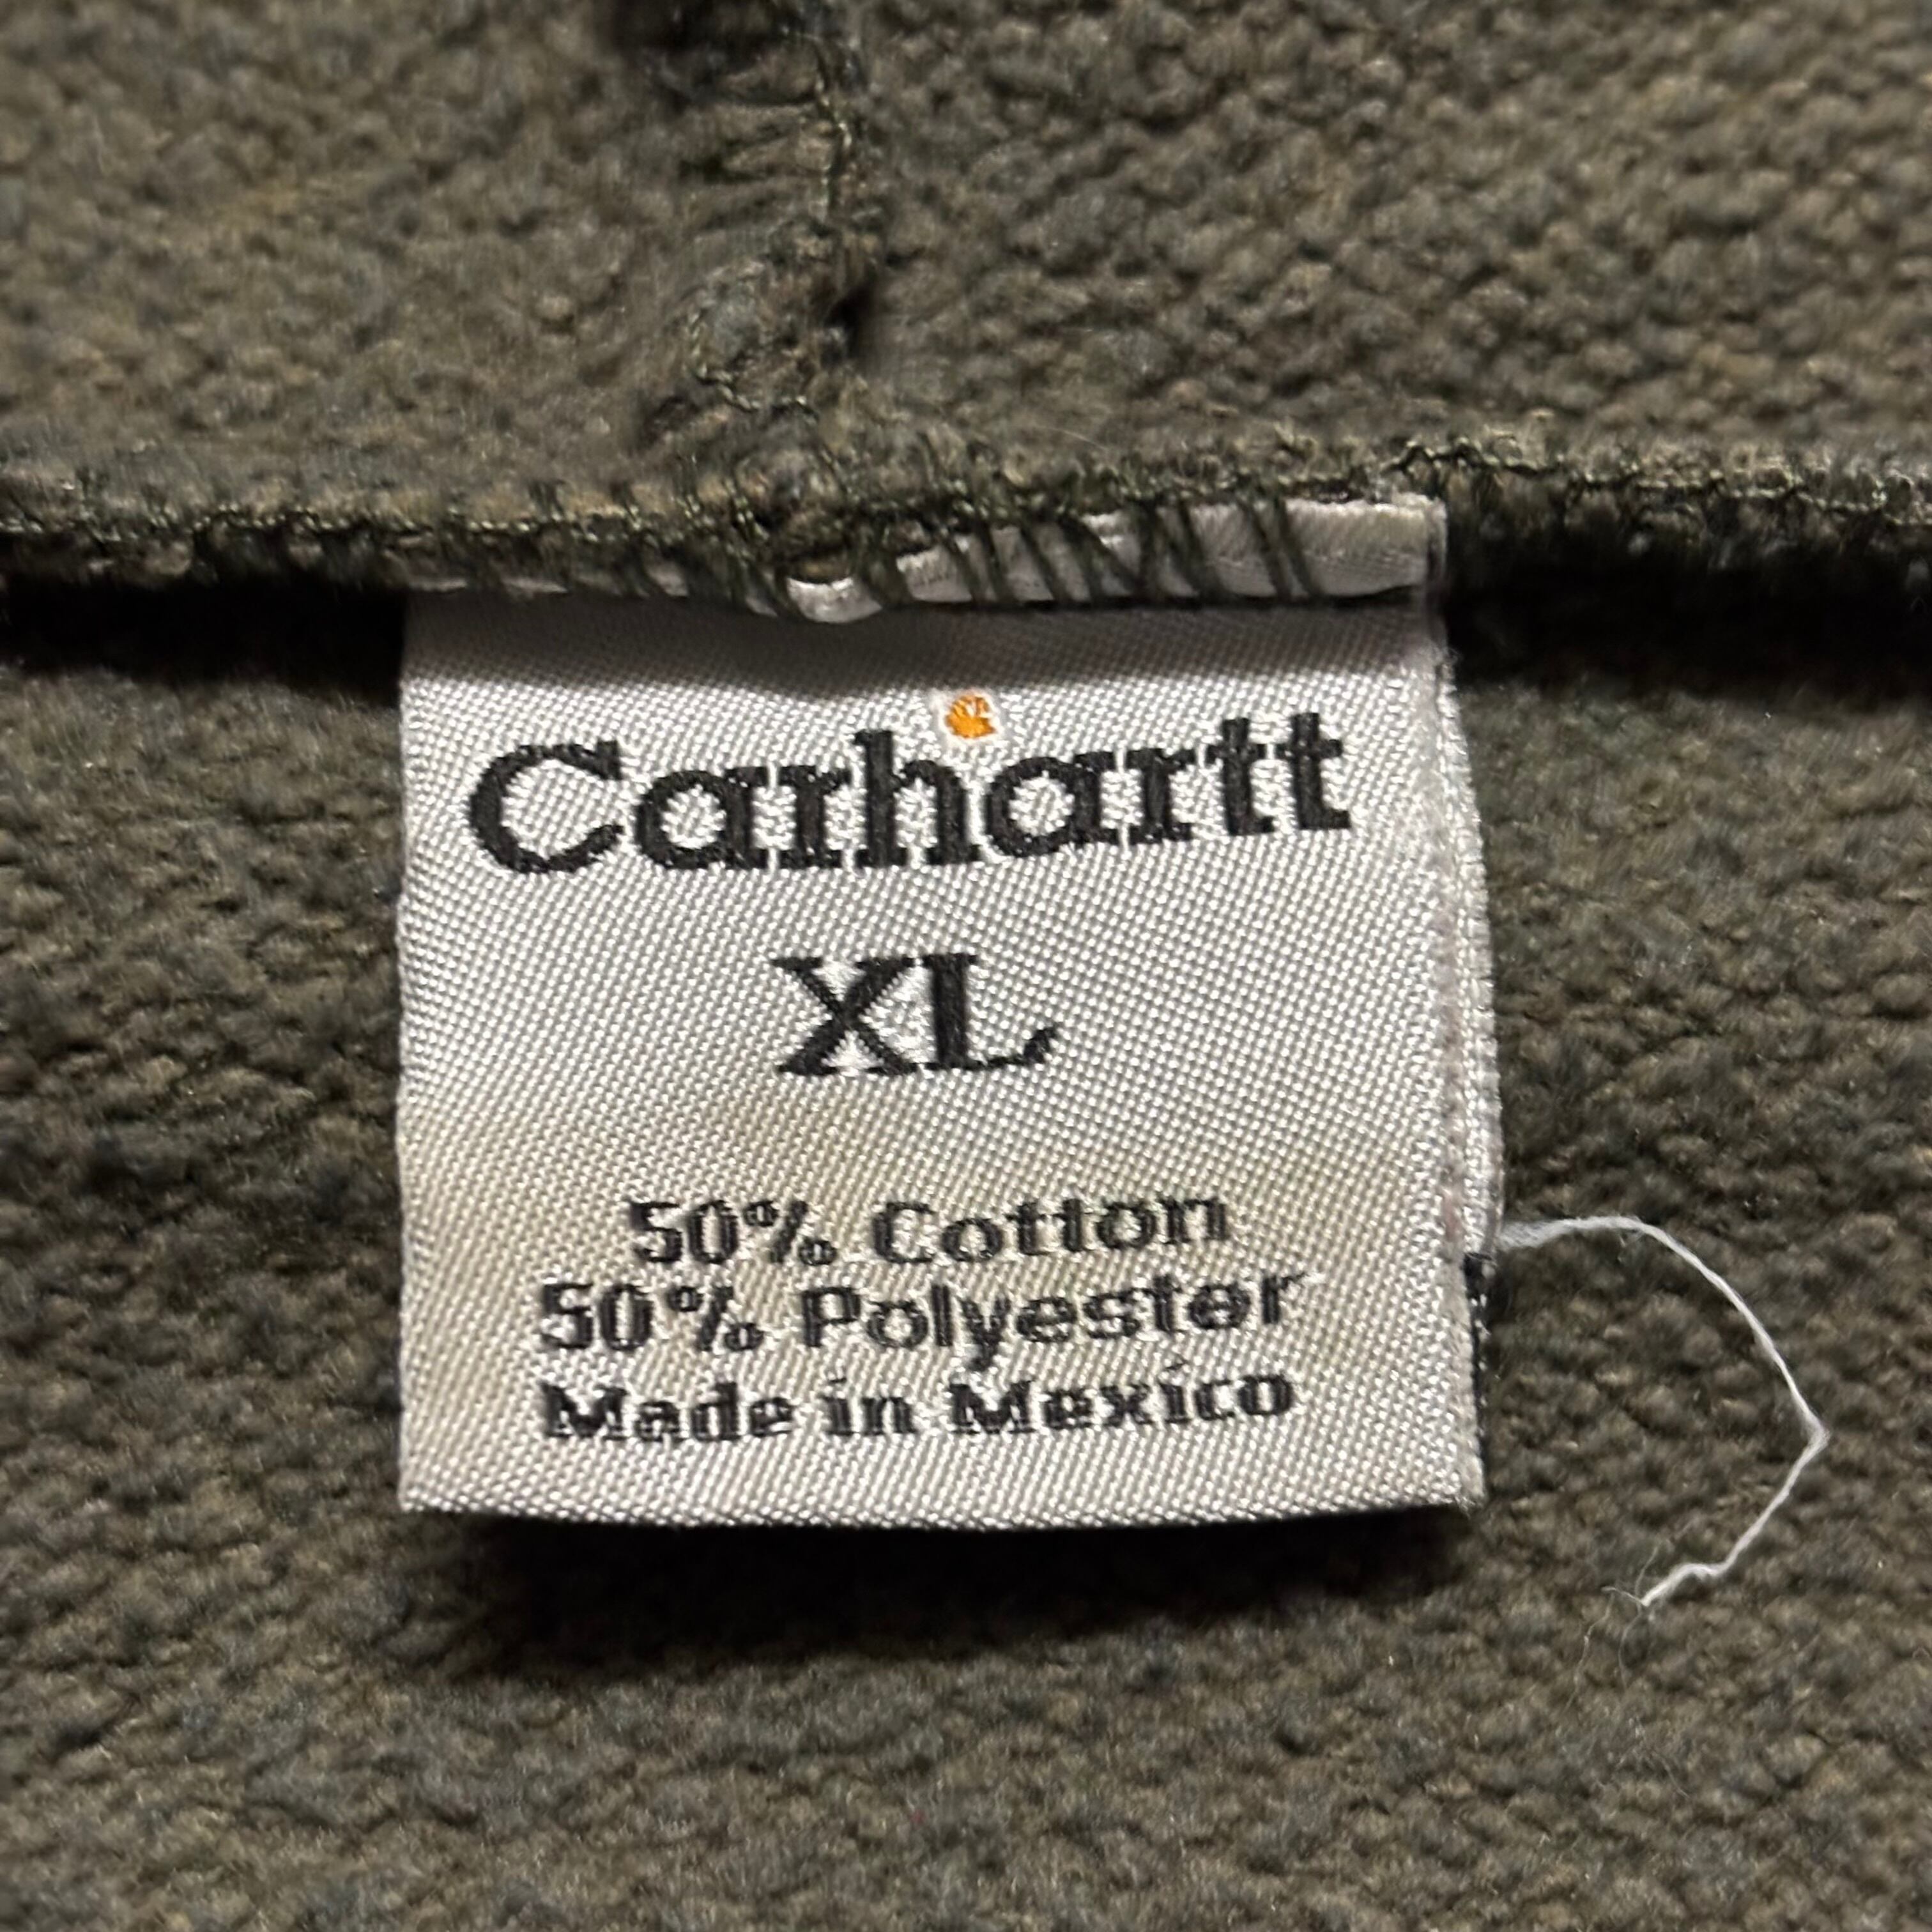 Carhartt
XL
50% Cotton
50% Polyester
Made in Mexico